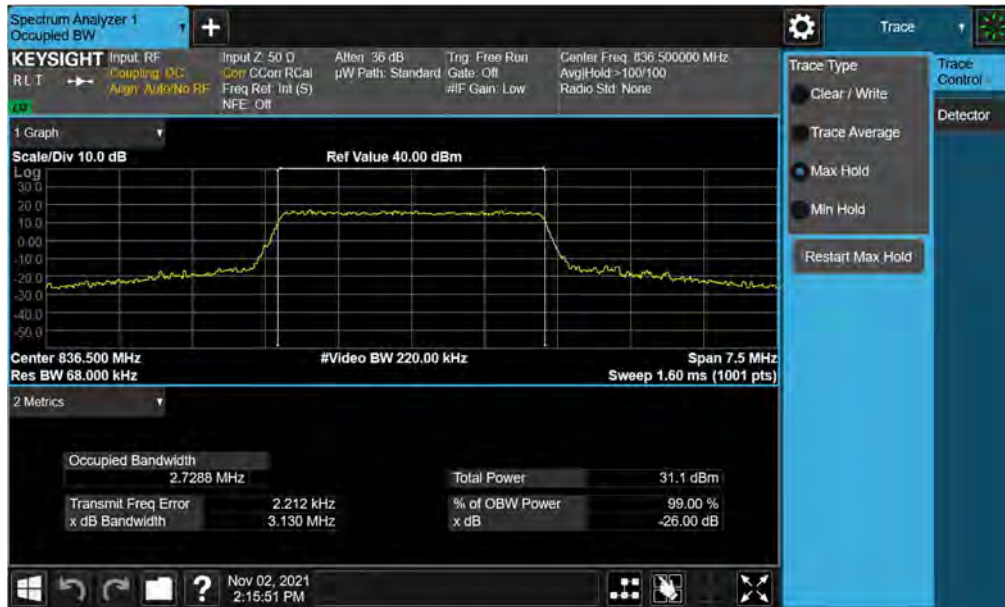 Spectrum Analyzer 1
Occupied BW
+
Trace
KEYSIGHT
Input: RF
Coupling: DC
Align: Auto/No RF
Input Z: 50 Ω
Corr CCorr RCal
Freq Ref: Int (S)
NFE: Off
Atten: 36 dB
µW Path: Standard
Trig: Free Run
Gate: Off
#IF Gain: Low
Center Freq: 836.500000 MHz
Avg|Hold:>100/100
Radio Std: None
R L T
1 Graph
Scale/Div 10.0 dB
Ref Value 40.00 dBm
Log
30.0
20.0
10.0
0.00
-10.0
-20.0
-30.0
-40.0
-50.0
Center 836.500 MHz
#Video BW 220.00 kHz
Span 7.5 MHz
Res BW 68.000 kHz
Sweep 1.60 ms (1001 pts)
2 Metrics
Occupied Bandwidth
2.7288 MHz
Total Power 31.1 dBm
Transmit Freq Error 2.212 kHz
% of OBW Power 99.00 %
x dB Bandwidth 3.130 MHz
x dB -26.00 dB
Trace Type
Clear / Write
Trace Average
Max Hold
Min Hold
Restart Max Hold
Trace
Control
Detector
?
Nov 02, 2021
2:15:51 PM